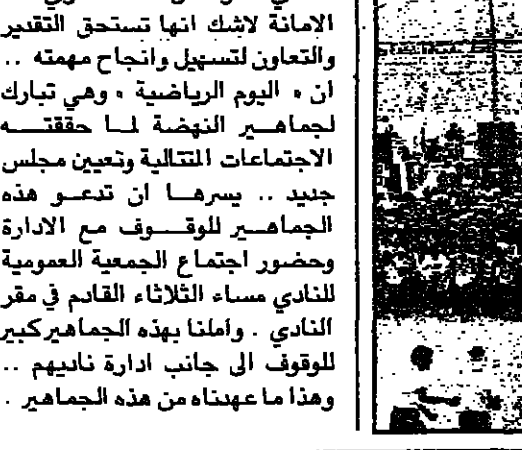 الامانة لاشك انها تستحق التقدير
والتعاون لتسهيل وانجاح مهمته ..
ان « اليوم الرياضية » وهي تبارك
لجماهير النهضة لما حققته
الاجتماعات المتتالية وتعيين مجلس
جديد .. يسرها ان تدعو هذه
الجماهير للوقوف مع الادارة
وحضور اجتماع الجمعية العمومية
للنادي مساء الثلاثاء القادم في مقر
النادي . واملنا بهذه الجماهير كبير
للوقوف الى جانب ادارة ناديهم ..
وهذا ما عهدناه من هذه الجماهير .